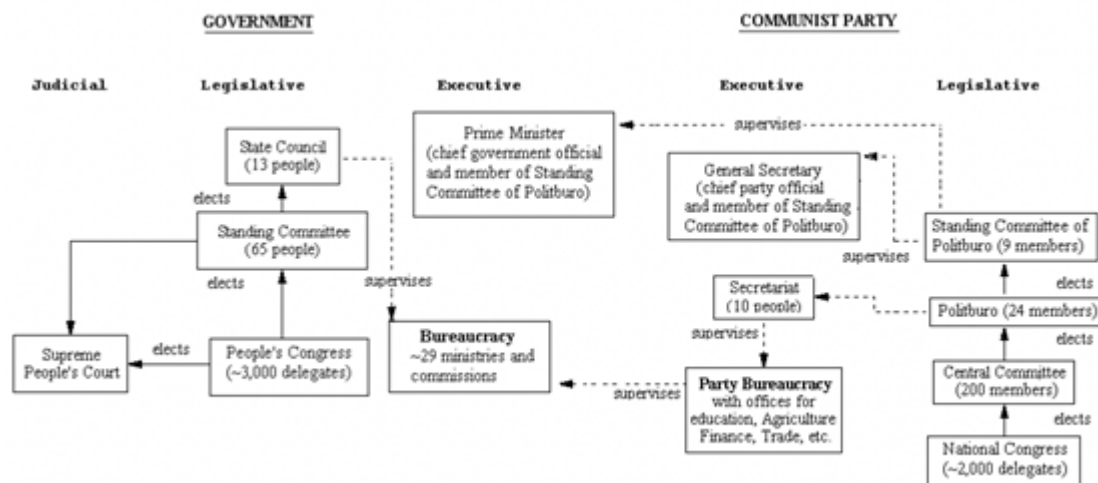 GOVERNMENT
COMMUNIST PARTY
Judicial
Legislative
Executive
Executive
Legislative
State Council
(13 people)
elects
Standing Committee
(65 people)
elects
supervises
Supreme
People's Court
elects
People's Congress
(~3,000 delegates)
Prime Minister
(chief government official
and member of Standing
Committee of Politburo)
Bureaucracy
~29 ministries and
commissions
supervises
supervises
General Secretary
(chief party official
and member of Standing
Committee of Politburo)
supervises
Secretariat
(10 people)
supervises
Party Bureaucracy
with offices for
education, Agriculture
Finance, Trade, etc.
Standing Committee of
Politburo (9 members)
elects
Politburo (24 members)
elects
Central Committee
(200 members)
elects
National Congress
(~2,000 delegates)